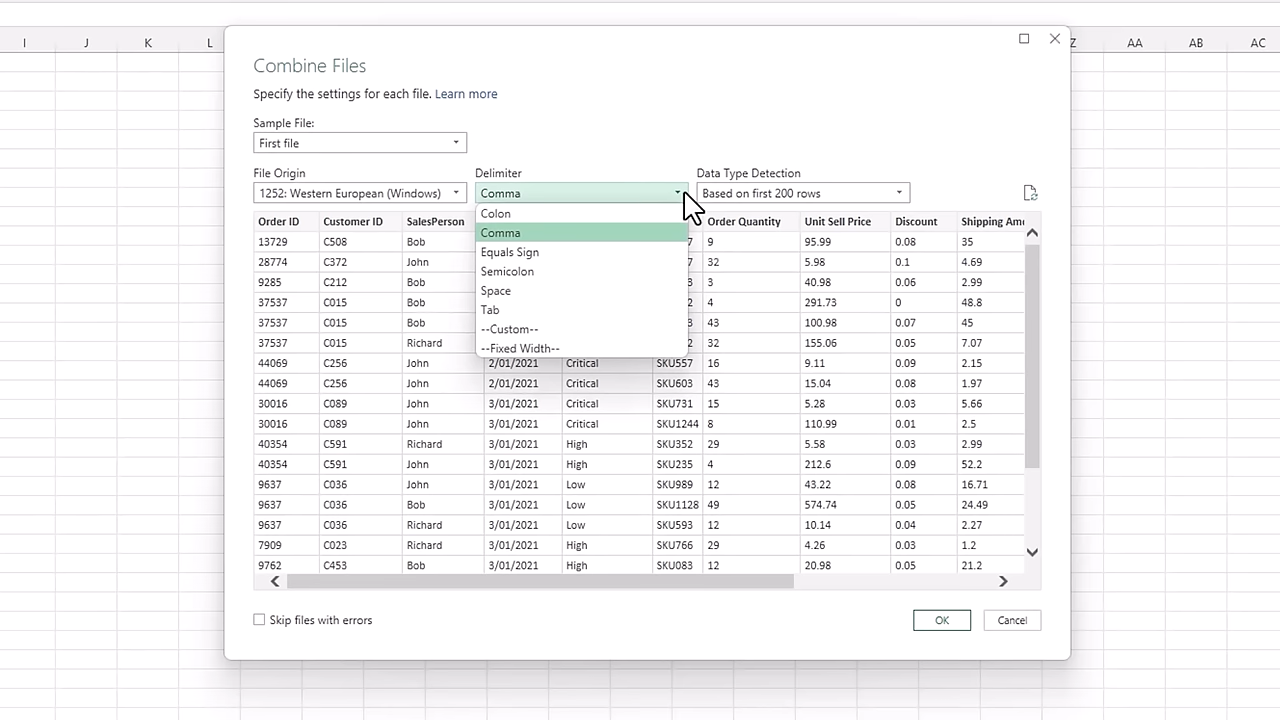 I J K L Z AA AB AC
Combine Files
Specify the settings for each file. Learn more
Sample File:
First file
File Origin Delimiter Data Type Detection
1252: Western European (Windows) Comma Based on first 200 rows
Colon
Comma
Equals Sign
Semicolon
Space
Tab
--Custom--
--Fixed Width--
Order ID Customer ID SalesPerson Order Quantity Unit Sell Price Discount Shipping Am
13729 C508 Bob 7 9 95.99 0.08 35
28774 C372 John 7 32 5.98 0.1 4.69
9285 C212 Bob 3 3 40.98 0.06 2.99
37537 C015 Bob 2 4 291.73 0 48.8
37537 C015 Bob 3 43 100.98 0.07 45
37537 C015 Richard 2 32 155.06 0.05 7.07
44069 C256 John 2/01/2021 Critical SKU557 16 9.11 0.09 2.15
44069 C256 John 2/01/2021 Critical SKU603 43 15.04 0.08 1.97
30016 C089 John 3/01/2021 Critical SKU731 15 5.28 0.03 5.66
30016 C089 John 3/01/2021 Critical SKU1244 8 110.99 0.01 2.5
40354 C591 Richard 3/01/2021 High SKU352 29 5.58 0.03 2.99
40354 C591 John 3/01/2021 High SKU235 4 212.6 0.09 52.2
9637 C036 John 3/01/2021 Low SKU989 12 43.22 0.08 16.71
9637 C036 Bob 3/01/2021 Low SKU1128 49 574.74 0.05 24.49
9637 C036 Richard 3/01/2021 Low SKU593 12 10.14 0.04 2.27
7909 C023 Richard 3/01/2021 High SKU766 29 4.26 0.03 1.2
9762 C453 Bob 3/01/2021 High SKU083 12 20.98 0.05 21.2
Skip files with errors
OK Cancel